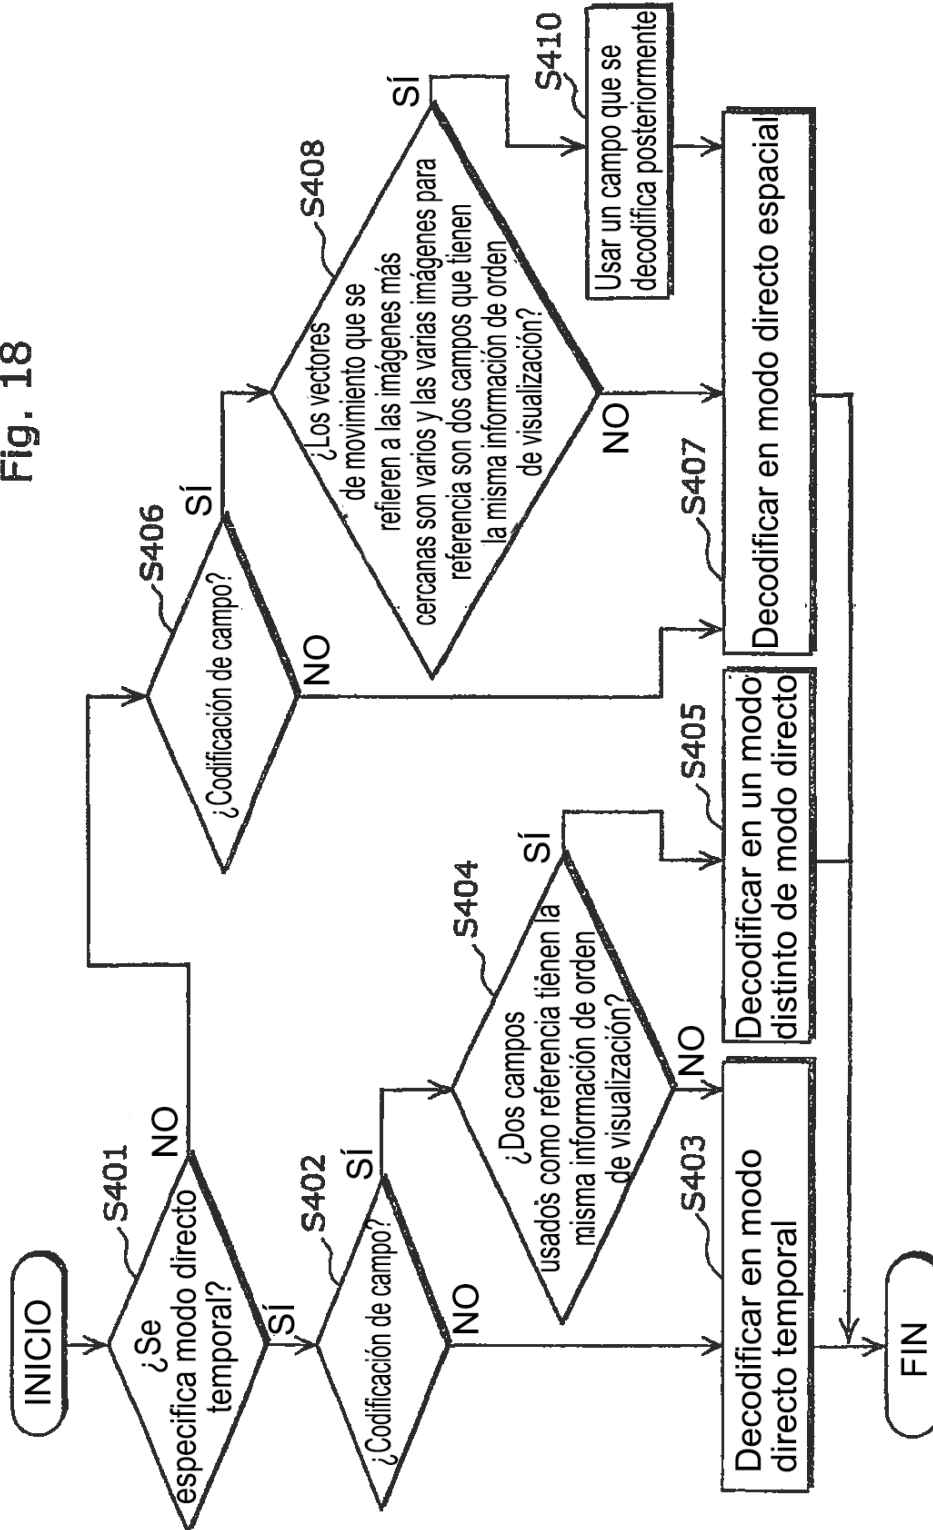 Fig. 18
INICIO
S401
¿Se
especifica modo directo
temporal?
NO
SÍ
S402
¿Codificación de campo?
SÍ
NO
S404
¿Dos campos
usados como referencia tienen la
misma información de orden
de visualización?
SÍ
NO
S403
Decodificar en modo
directo temporal
S405
Decodificar en un modo
distinto de modo directo
S406
¿Codificación de campo?
SÍ
NO
S408
¿Los vectores
de movimiento que se
refieren a las imágenes más
cercanas son varios y las varias imágenes para
referencia son dos campos que tienen
la misma información de orden
de visualización?
SÍ
NO
S410
Usar un campo que se
decodifica posteriormente
S407
Decodificar en modo directo espacial
FIN